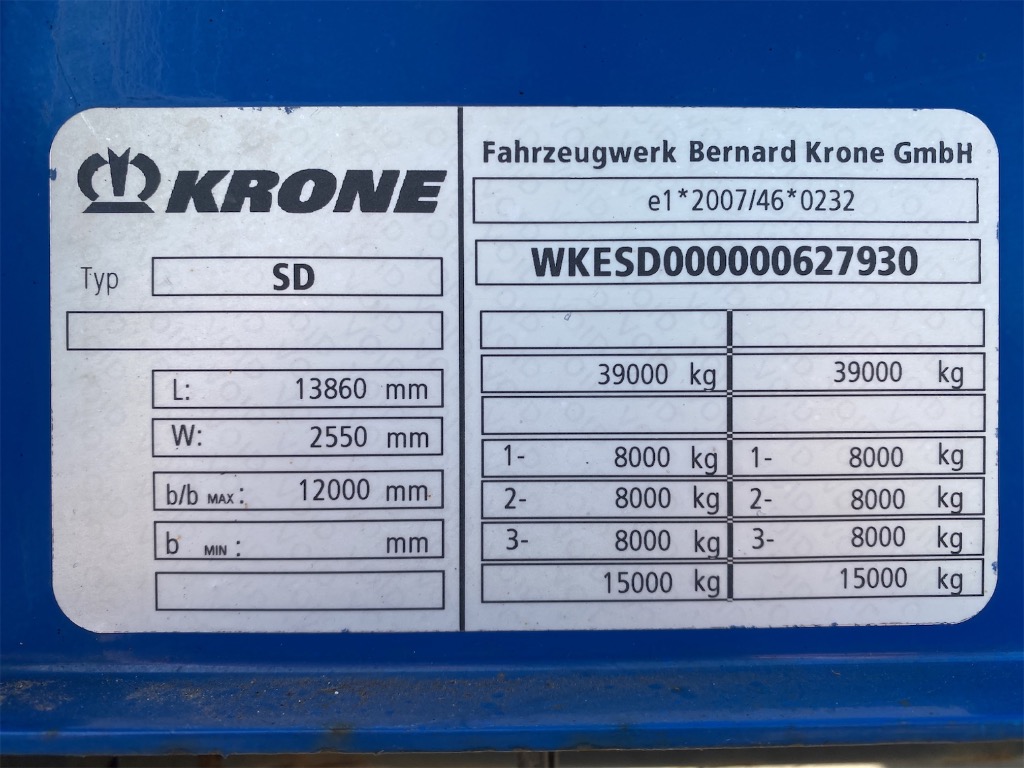 KRONE
Typ SD
L: 13860 mm
W: 2550 mm
b/b MAX: 12000 mm
b MIN: mm
Fahrzeugwerk Bernard Krone GmbH
e1*2007/46*0232
WKESD000000627930
39000 kg 39000 kg
1- 8000 kg 1- 8000 kg
2- 8000 kg 2- 8000 kg
3- 8000 kg 3- 8000 kg
15000 kg 15000 kg